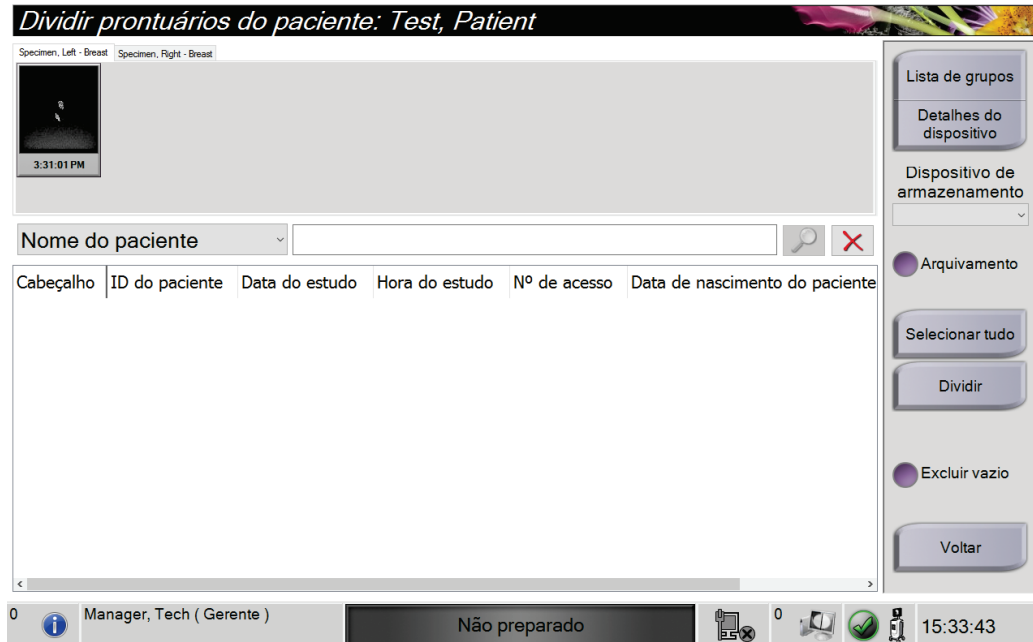 Dividir prontuários do paciente: Test, Patient
Specimen, Left - Breast
Specimen, Right - Breast
3:31:01 PM
Nome do paciente
Cabeçalho
ID do paciente
Data do estudo
Hora do estudo
Nº de acesso
Data de nascimento do paciente
Lista de grupos
Detalhes do
dispositivo
Dispositivo de
armazenamento
Arquivamento
Selecionar tudo
Dividir
Excluir vazio
Voltar
0
Manager, Tech ( Gerente )
Não preparado
0
15:33:43